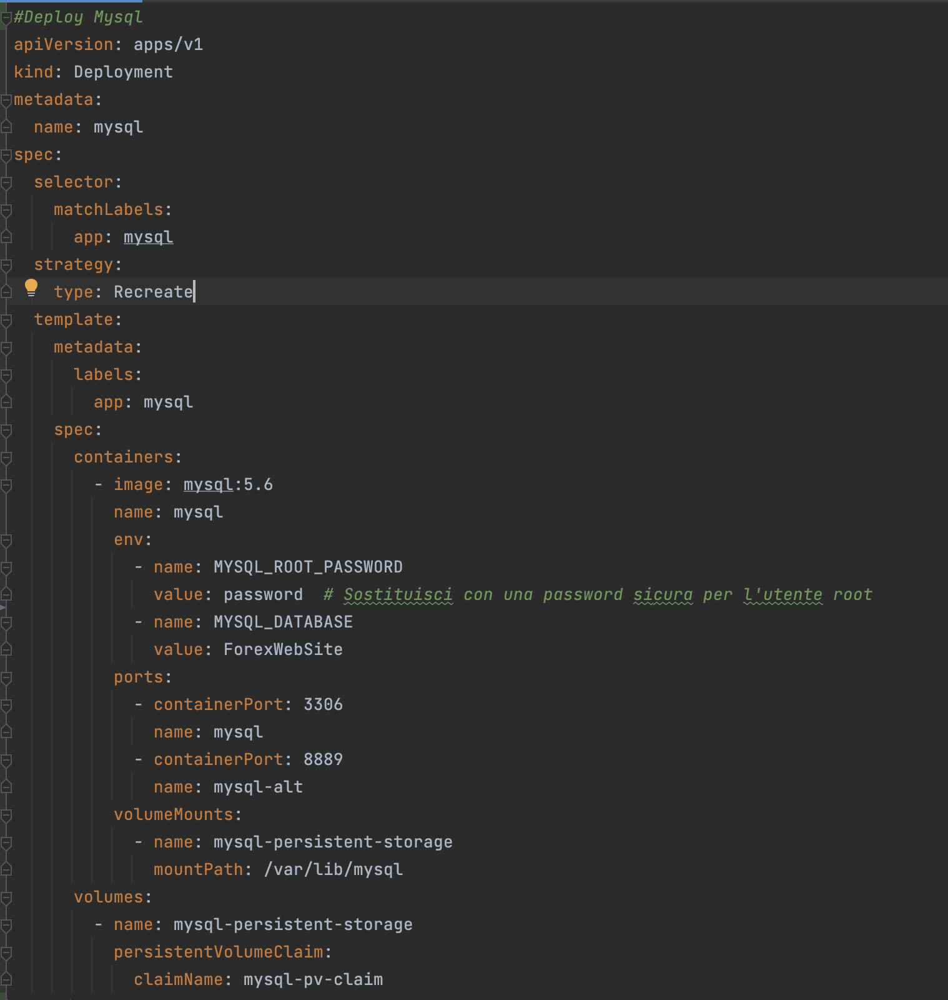 #Deploy Mysql
apiVersion: apps/v1
kind: Deployment
metadata:
  name: mysql
spec:
  selector:
    matchLabels:
      app: mysql
  strategy:
    type: Recreate
  template:
    metadata:
      labels:
        app: mysql
    spec:
      containers:
        - image: mysql:5.6
          name: mysql
          env:
            - name: MYSQL_ROOT_PASSWORD
              value: password  # Sostituisci con una password sicura per l'utente root
            - name: MYSQL_DATABASE
              value: ForexWebSite
          ports:
            - containerPort: 3306
              name: mysql
            - containerPort: 8889
              name: mysql-alt
          volumeMounts:
            - name: mysql-persistent-storage
              mountPath: /var/lib/mysql
      volumes:
        - name: mysql-persistent-storage
          persistentVolumeClaim:
            claimName: mysql-pv-claim